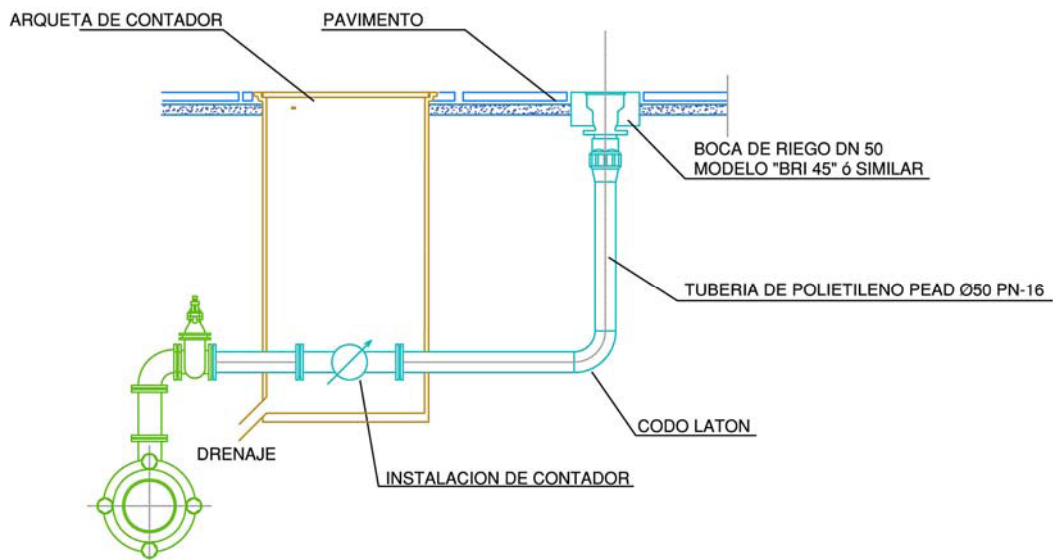 ARQUETA DE CONTADOR
PAVIMENTO
BOCA DE RIEGO DN 50
MODELO "BRI 45" ó SIMILAR
TUBERIA DE POLIETILENO PEAD Ø50 PN-16
CODO LATON
DRENAJE
INSTALACION DE CONTADOR